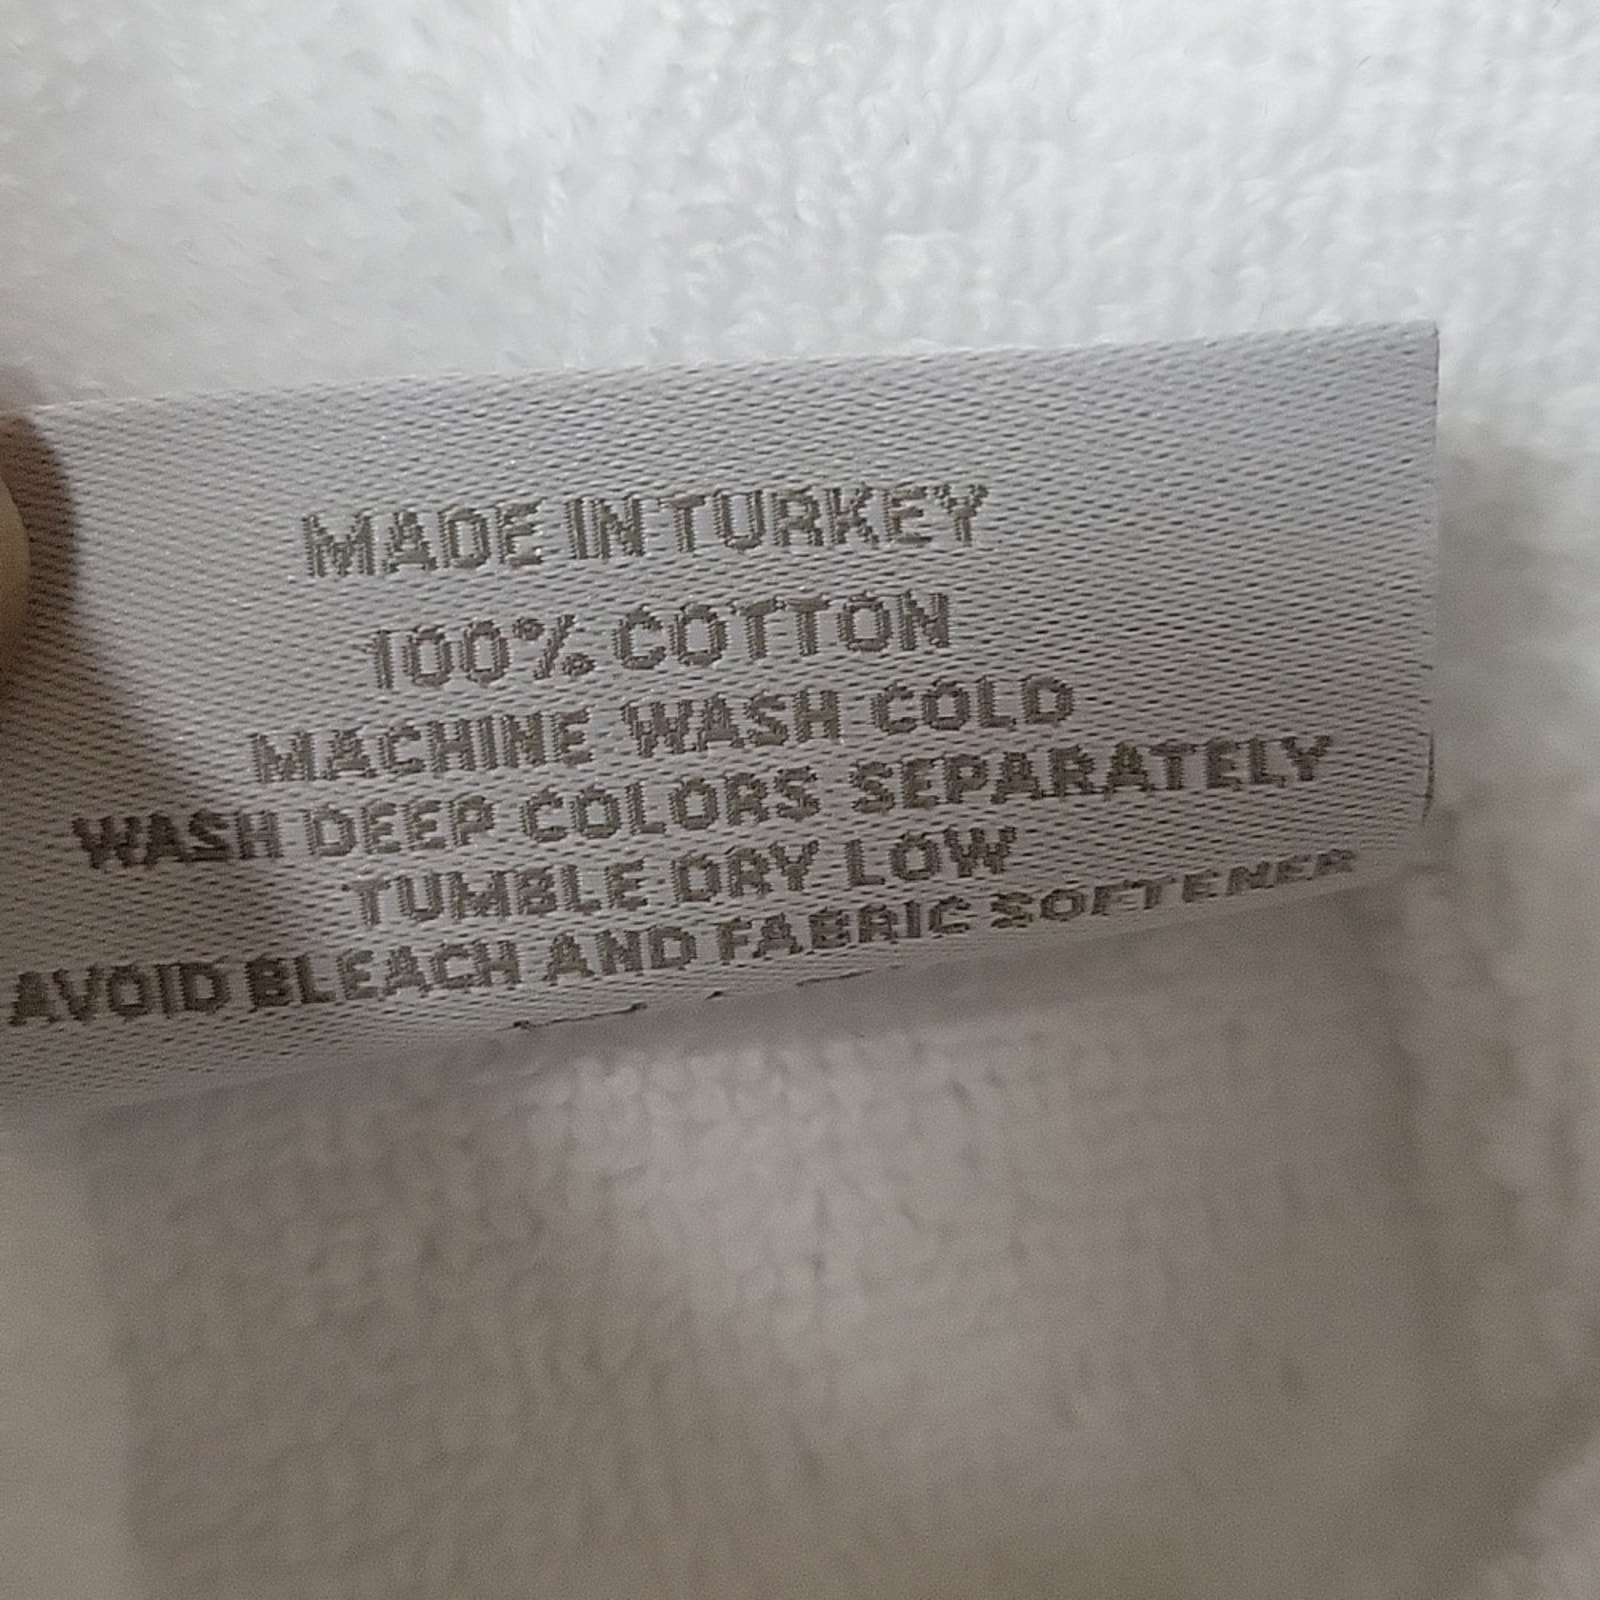 MADE IN TURKEY
100% COTTON
MACHINE WASH COLD
WASH DEEP COLORS SEPARATELY
TUMBLE DRY LOW
AVOID BLEACH AND FABRIC SOFTENER